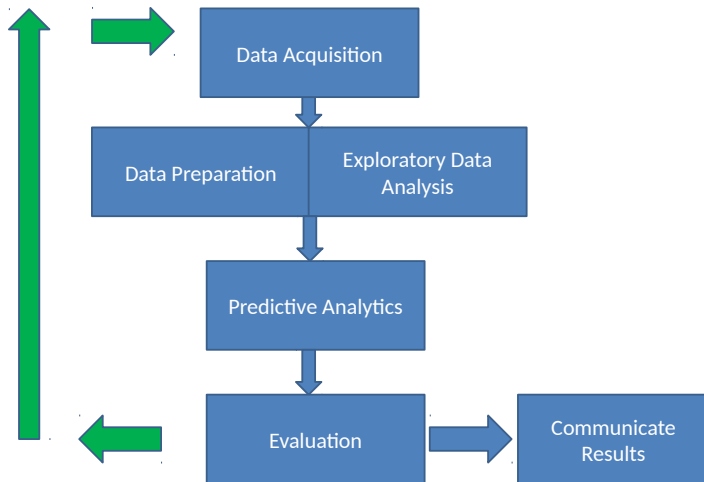 Data Acquisition
Data Preparation
Exploratory Data
Analysis
Predictive Analytics
Evaluation
Communicate
Results